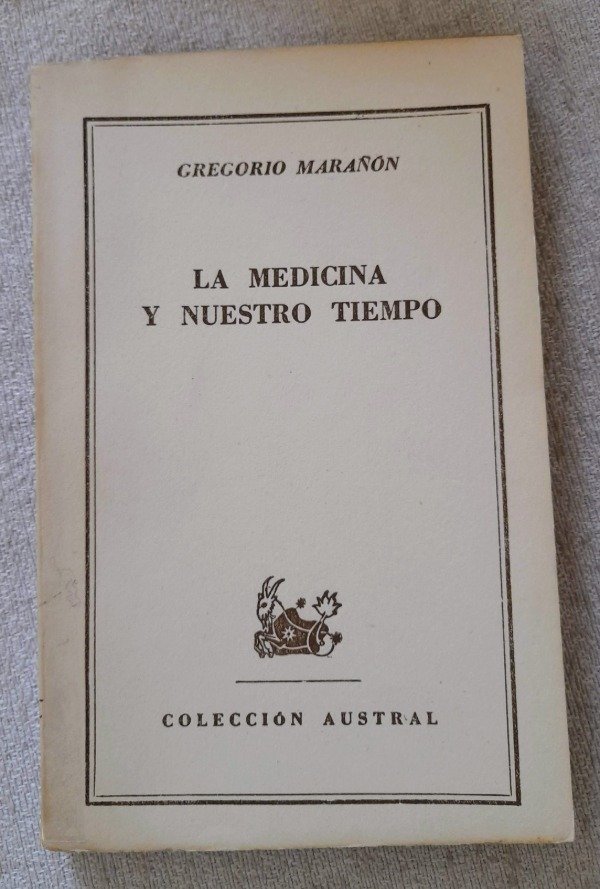 GREGORIO MARAÑÓN
LA MEDICINA
Y NUESTRO TIEMPO
COLECCIÓN AUSTRAL